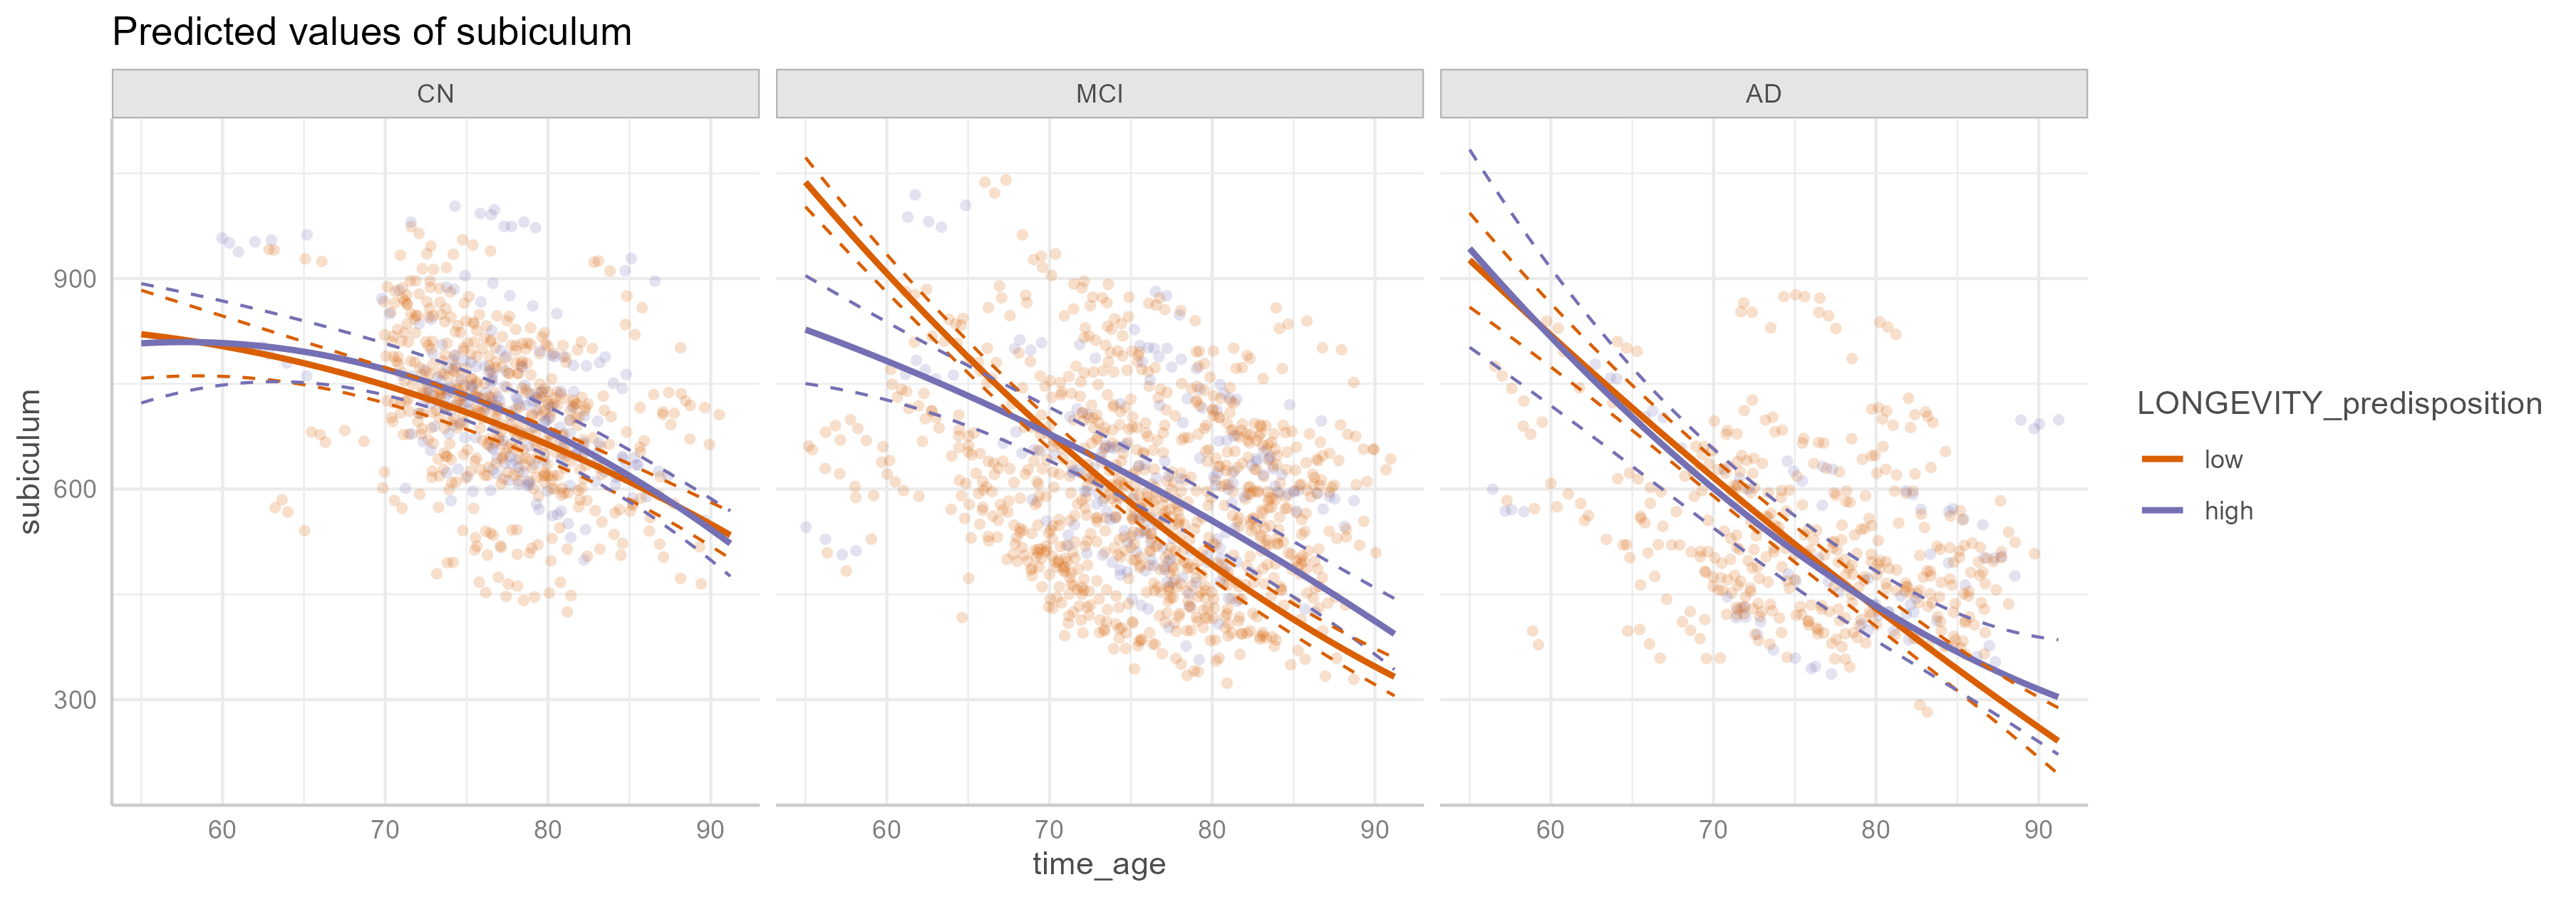 Predicted values of subiculum
CN
MCI
AD
900
600
300
subiculum
60
70
80
90
60
70
80
90
60
70
80
90
time_age
LONGEVITY_predisposition
low
high